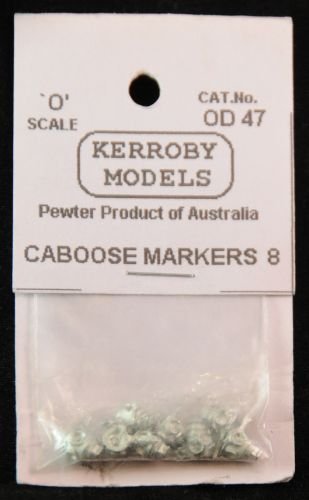 `O' CAT.No.
SCALE OD 47
KERROBY
MODELS
Pewter Product of Australia
CABOOSE MARKERS 8